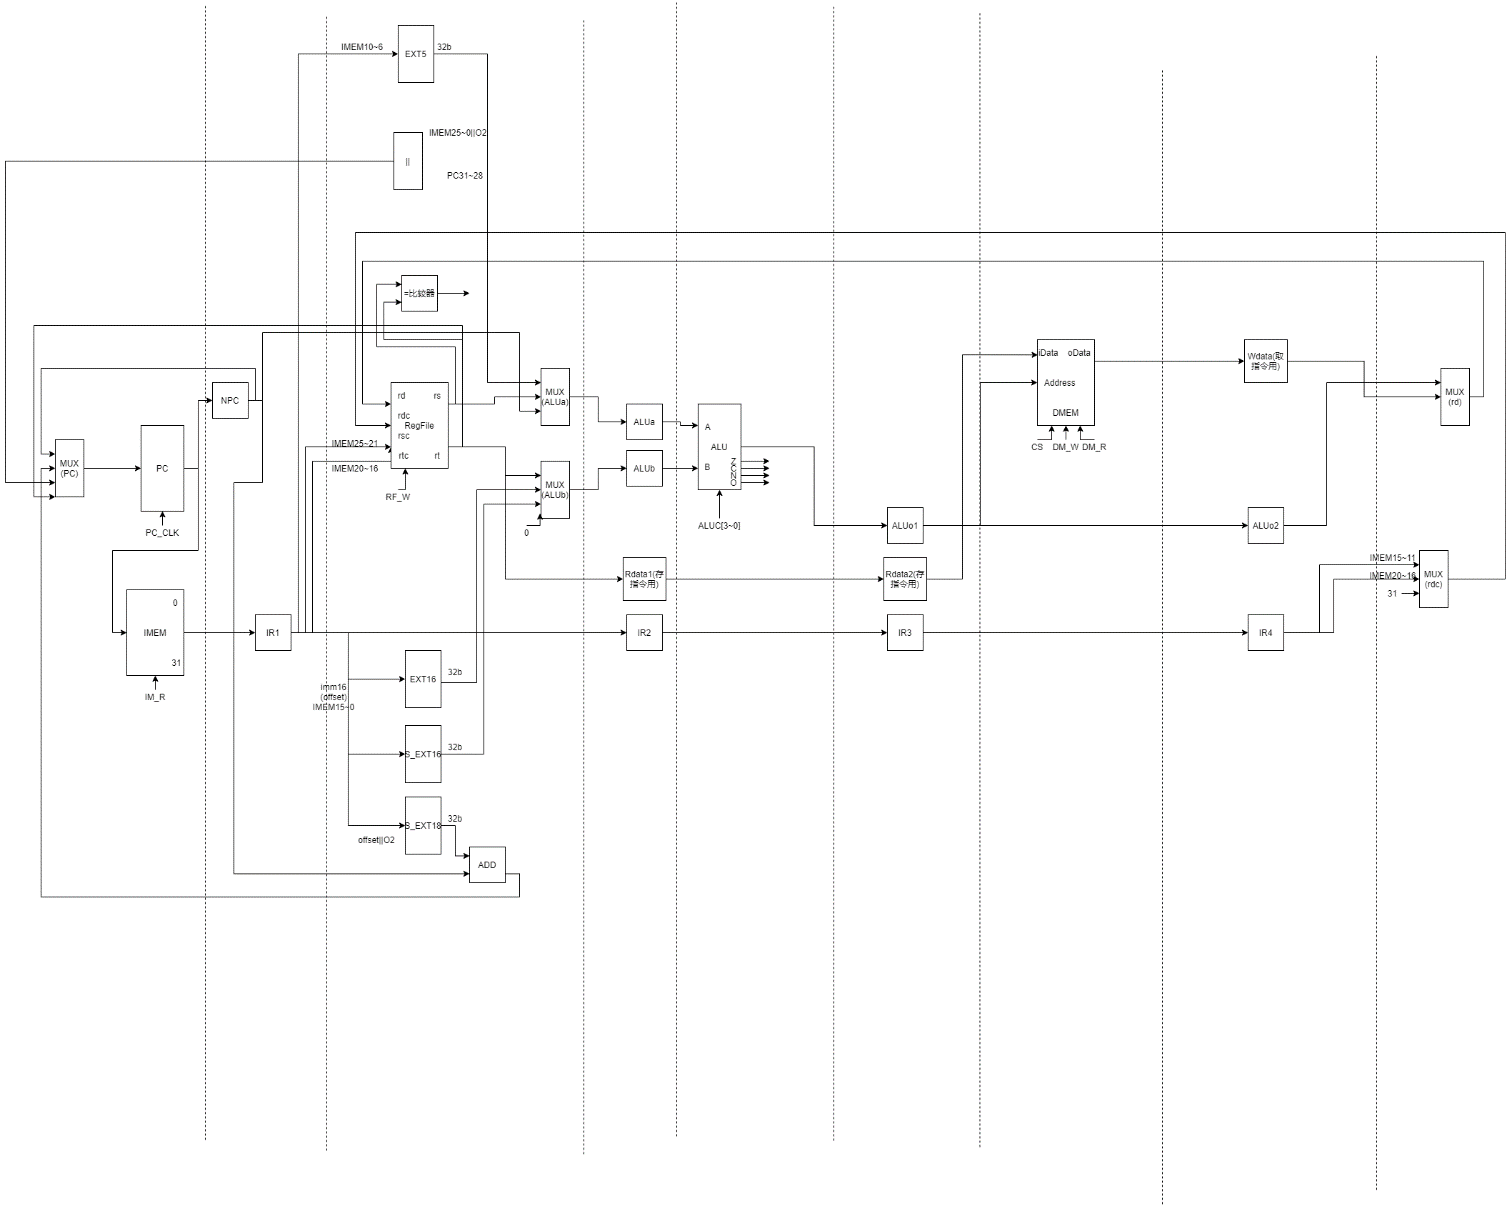 IMEM10~6
EXT5
32b
IMEM25~0||O2
||
PC31~28
=比較器
rd
rs
rdc
RegFile
rsc
rtc
rt
IMEM25~21
IMEM20~16
RF_W
NPC
MUX
(PC)
PC
PC_CLK
MUX
(ALUa)
MUX
(ALUb)
0
ALUa
ALUb
A
ALU
B
Z
C
N
O
ALUC[3~0]
iData
oData
Address
DMEM
CS
DM_W
DM_R
Wdata(取
指令用)
MUX
(rd)
ALUo1
ALUo2
Rdata1(存
指令用)
Rdata2(存
指令用)
IMEM15~11
IMEM20~16
31
MUX
(rdc)
0
IMEM
31
IM_R
IR1
IR2
IR3
IR4
imm16
(offset)
IMEM15~0
EXT16
32b
S_EXT16
32b
S_EXT18
32b
offset||O2
ADD